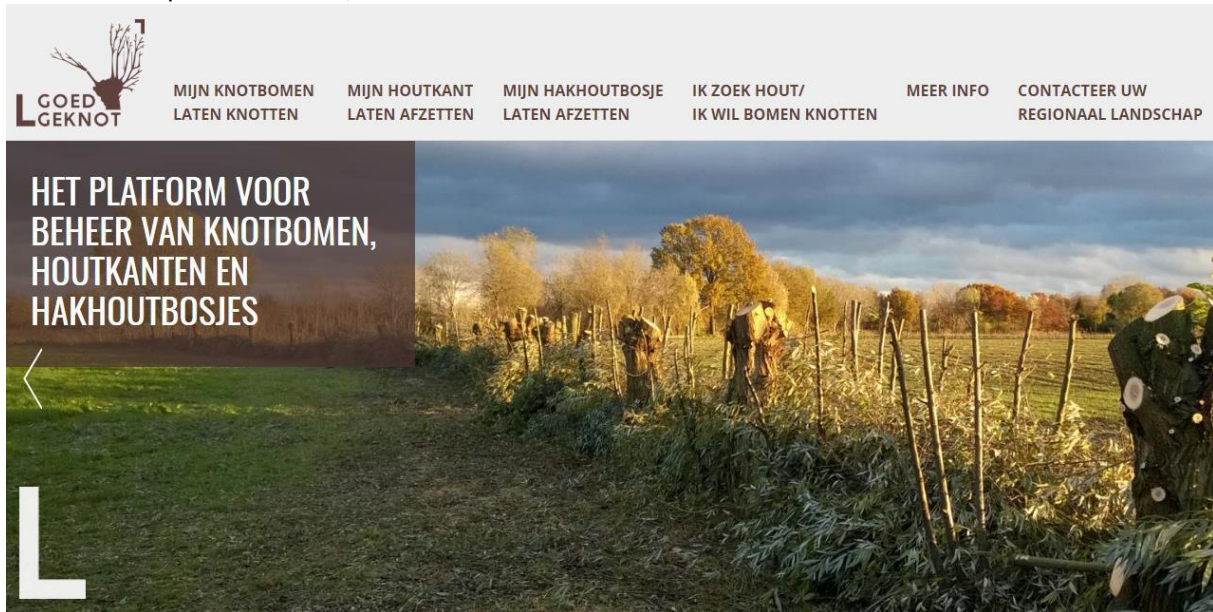 GOED
GEKNOT
MIJN KNOTBOMEN
LATEN KNOTTEN
MIJN HOUTKANT
LATEN AFZETTEN
MIJN HAKHOUTBOSJE
LATEN AFZETTEN
IK ZOEK HOUT/
IK WIL BOMEN KNOTTEN
MEER INFO
CONTACTEER UW
REGIONAAL LANDSCHAP
HET PLATFORM VOOR
BEHEER VAN KNOTBOMEN,
HOUTKANTEN EN
HAKHOUTBOSJES